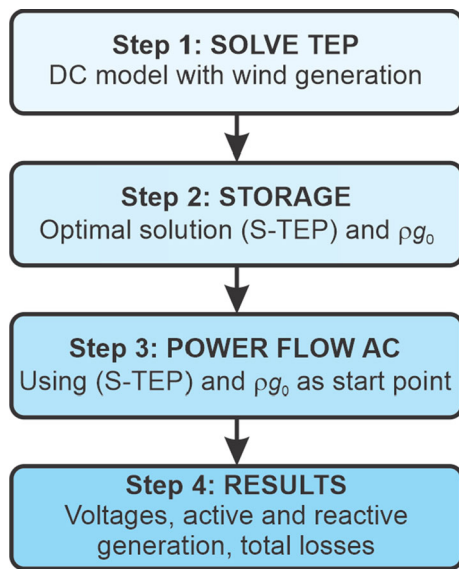 Step 1: SOLVE TEP
DC model with wind generation
Step 2: STORAGE
Optimal solution (S-TEP) and ρg₀
Step 3: POWER FLOW AC
Using (S-TEP) and ρg₀ as start point
Step 4: RESULTS
Voltages, active and reactive
generation, total losses